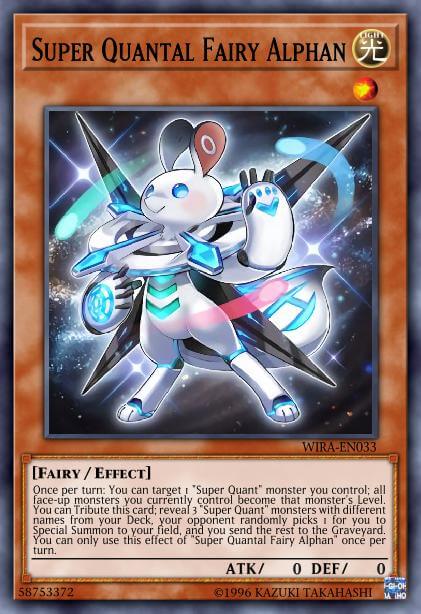 SUPER QUANTAL FAIRY ALPHAN
LIGHT
光
WIRA-EN033
[FAIRY / EFFECT]
Once per turn: You can target 1 "Super Quant" monster you control; all
face-up monsters you currently control become that monster's Level.
You can Tribute this card; reveal 3 "Super Quant" monsters with different
names from your Deck, your opponent randomly picks 1 for you to
Special Summon to your field, and you send the rest to the Graveyard.
You can only use this effect of "Super Quantal Fairy Alphan" once per
turn.
ATK/ 0 DEF/ 0
58753372
©1996 KAZUKI TAKAHASHI